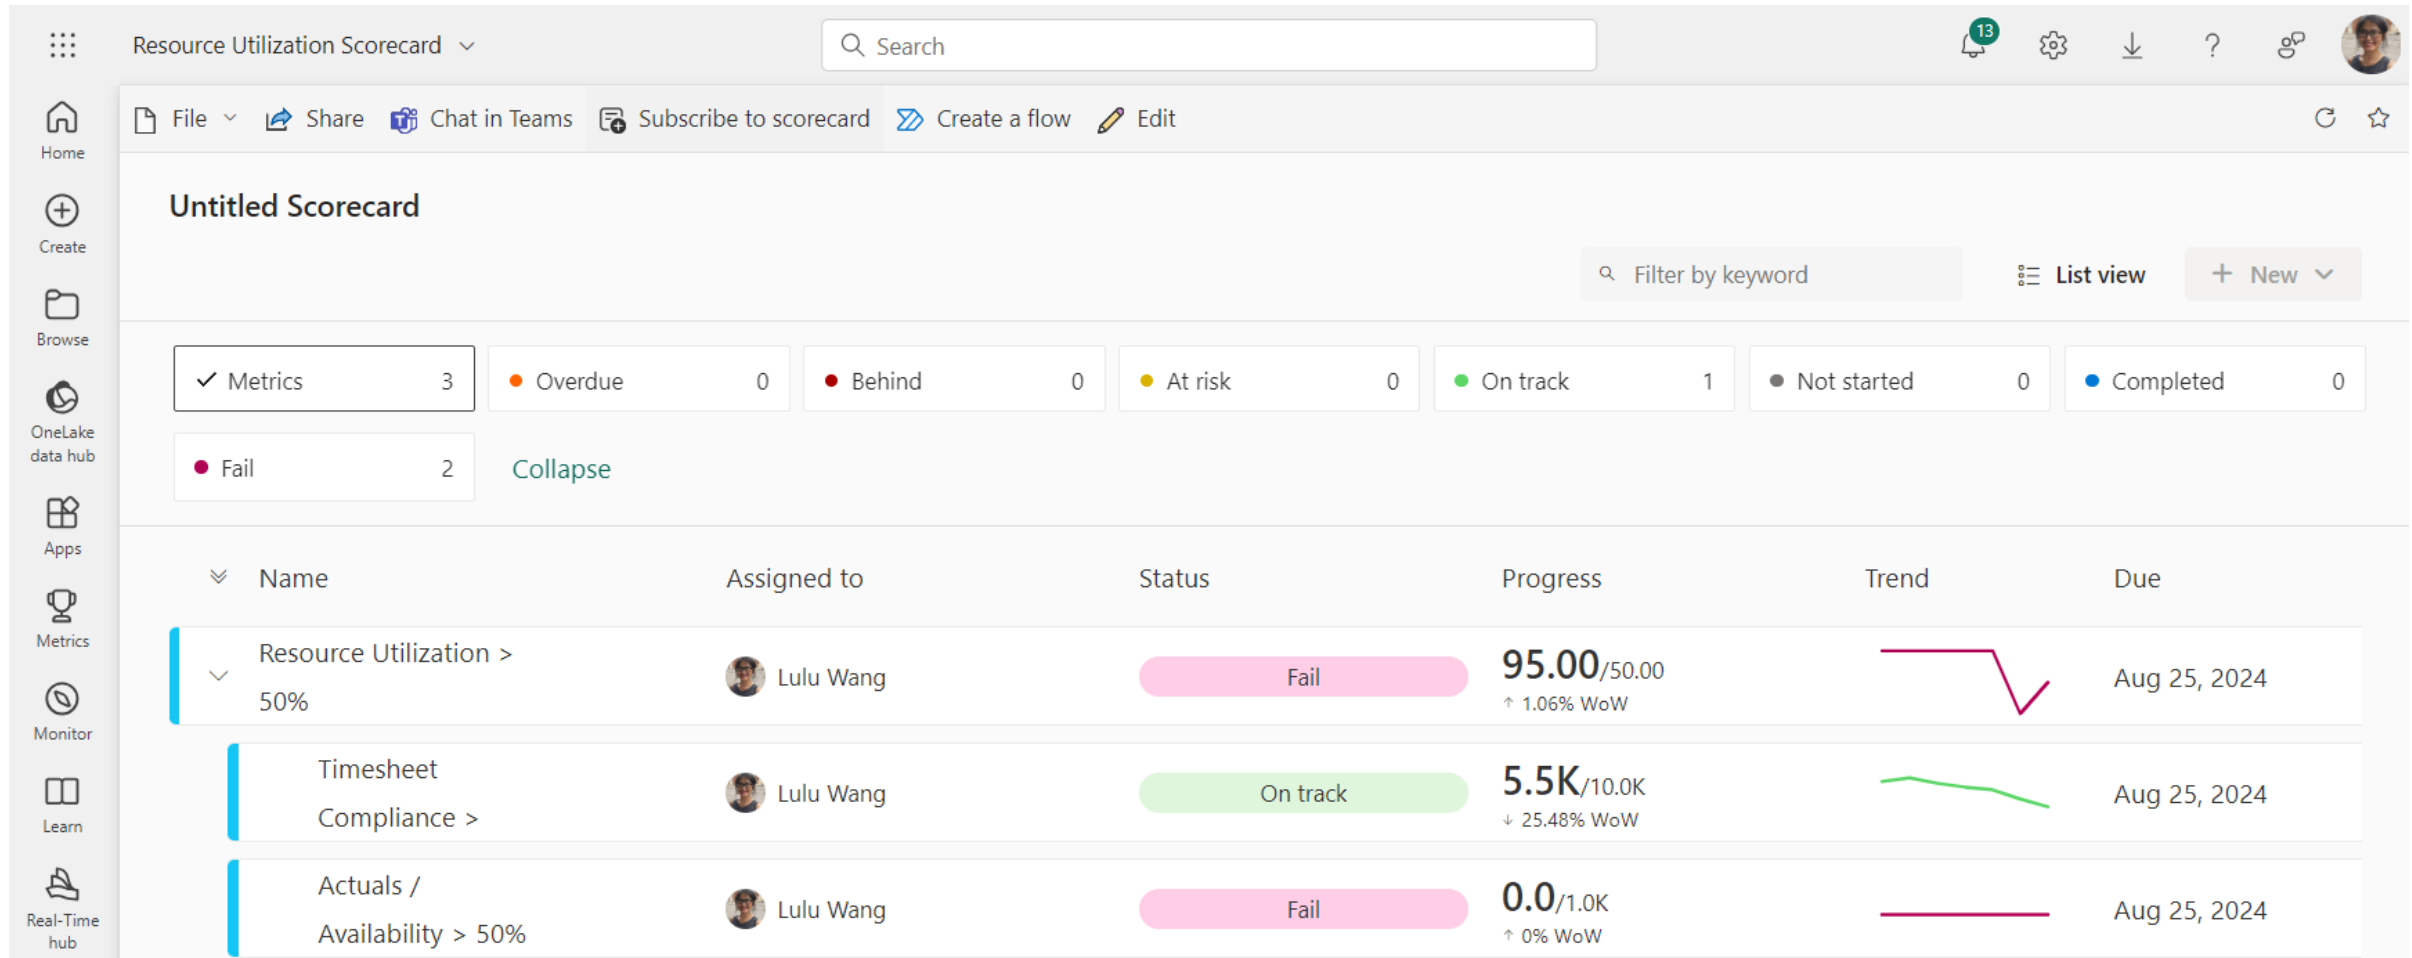 Resource Utilization Scorecard
Search
13
File
Share
Chat in Teams
Subscribe to scorecard
Create a flow
Edit
Home
Create
Browse
OneLake
data hub
Apps
Metrics
Monitor
Learn
Real-Time
hub
Untitled Scorecard
Filter by keyword
List view
New
Metrics 3
Overdue 0
Behind 0
At risk 0
On track 1
Not started 0
Completed 0
Fail 2
Collapse
Name Assigned to Status Progress Trend Due
Resource Utilization >
50%
Lulu Wang
Fail
95.00/50.00
↑ 1.06% WoW
Aug 25, 2024
Timesheet
Compliance >
Lulu Wang
On track
5.5K/10.0K
↓ 25.48% WoW
Aug 25, 2024
Actuals /
Availability > 50%
Lulu Wang
Fail
0.0/1.0K
↑ 0% WoW
Aug 25, 2024